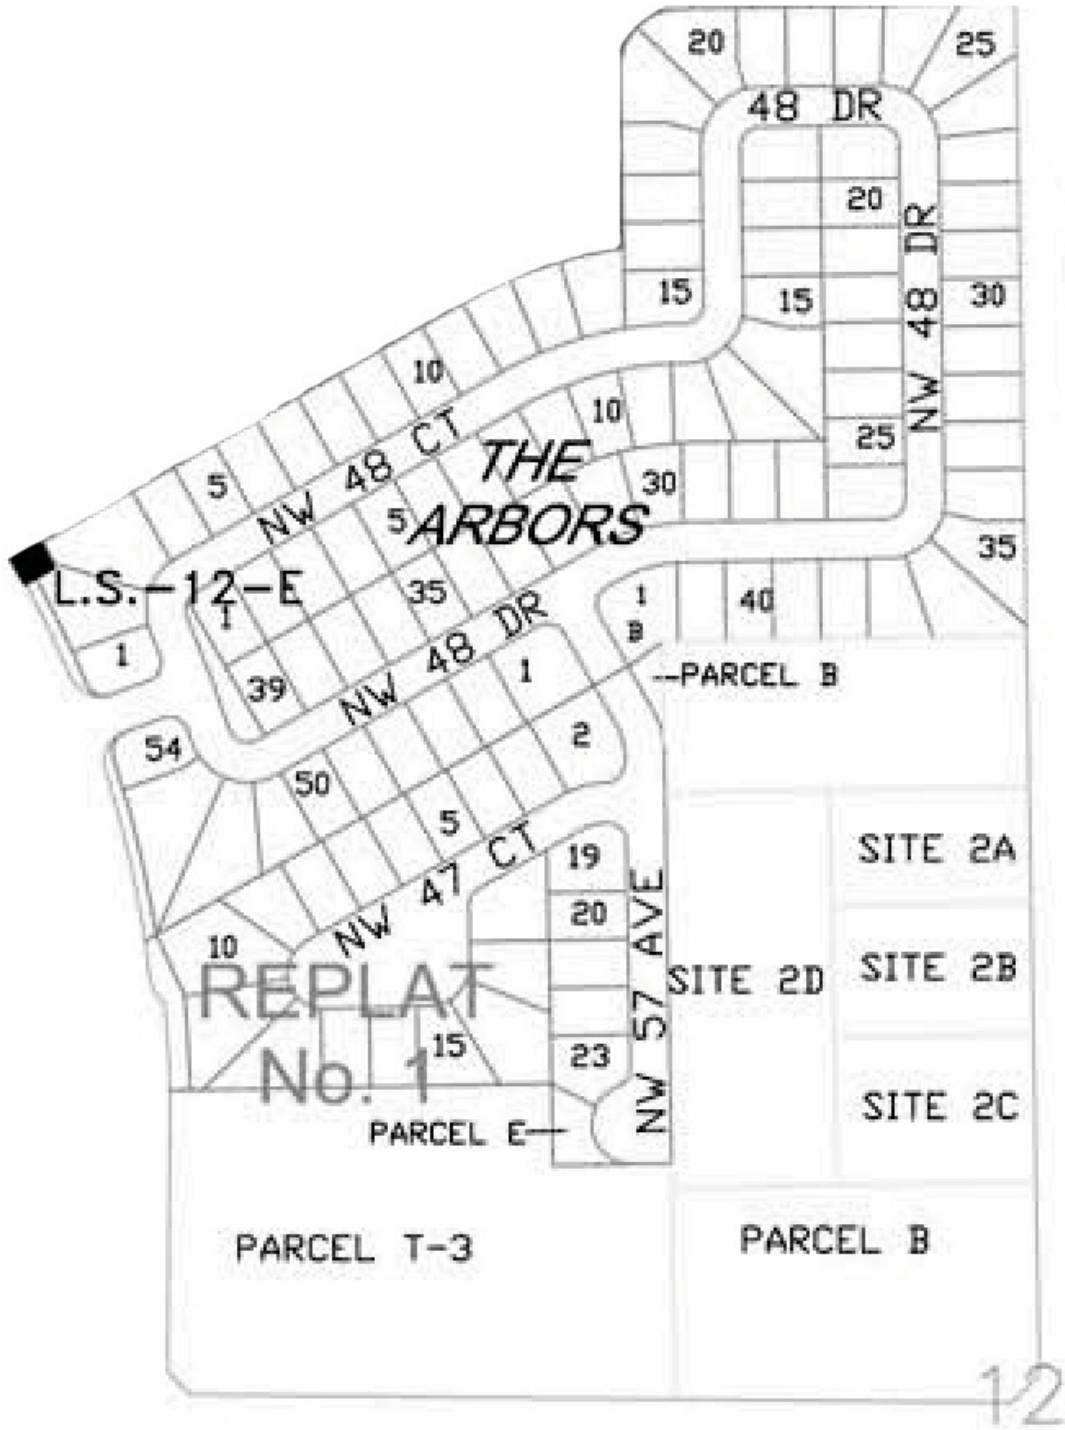 20
25
48 DR
20
NW 48 DR
15
15
30
10
10
NW 48 CT
25
THE
ARBORS
5
30
5
35
L.S.-12-E
1
35
1
B
40
1
39
NW 48 DR
1
--PARCEL B
54
2
50
5
NW 47 CT
19
SITE 2A
20
NW 57 AVE
10
SITE 2D
SITE 2B
REPLAT
No. 1
15
23
SITE 2C
PARCEL E
PARCEL T-3
PARCEL B
12